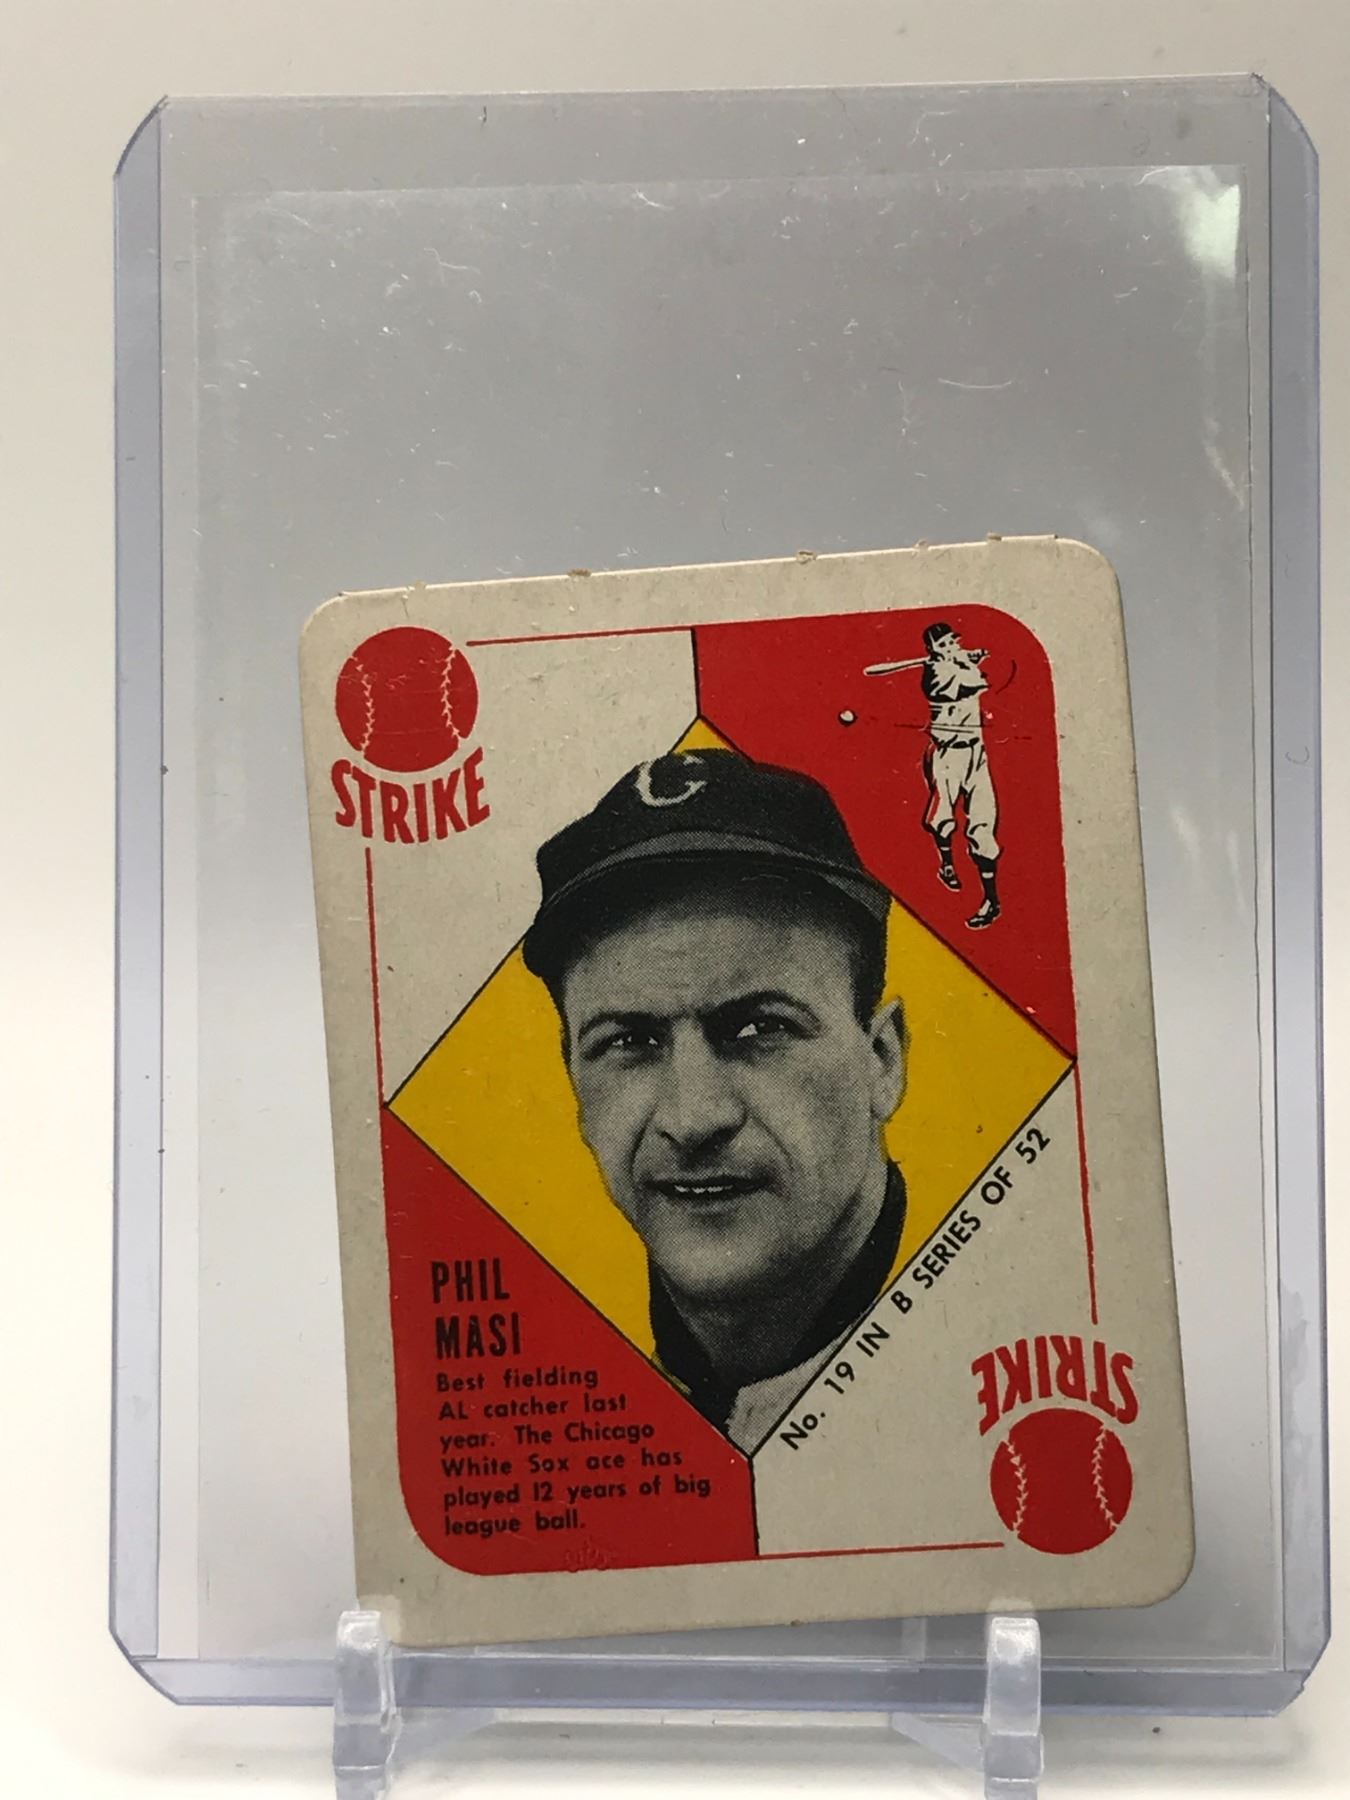 STRIKE
C
PHIL
MASI
Best fielding
AL catcher last
year. The Chicago
White Sox ace has
played 12 years of big
league ball.
No. 19 IN B SERIES OF 52
STRIKE